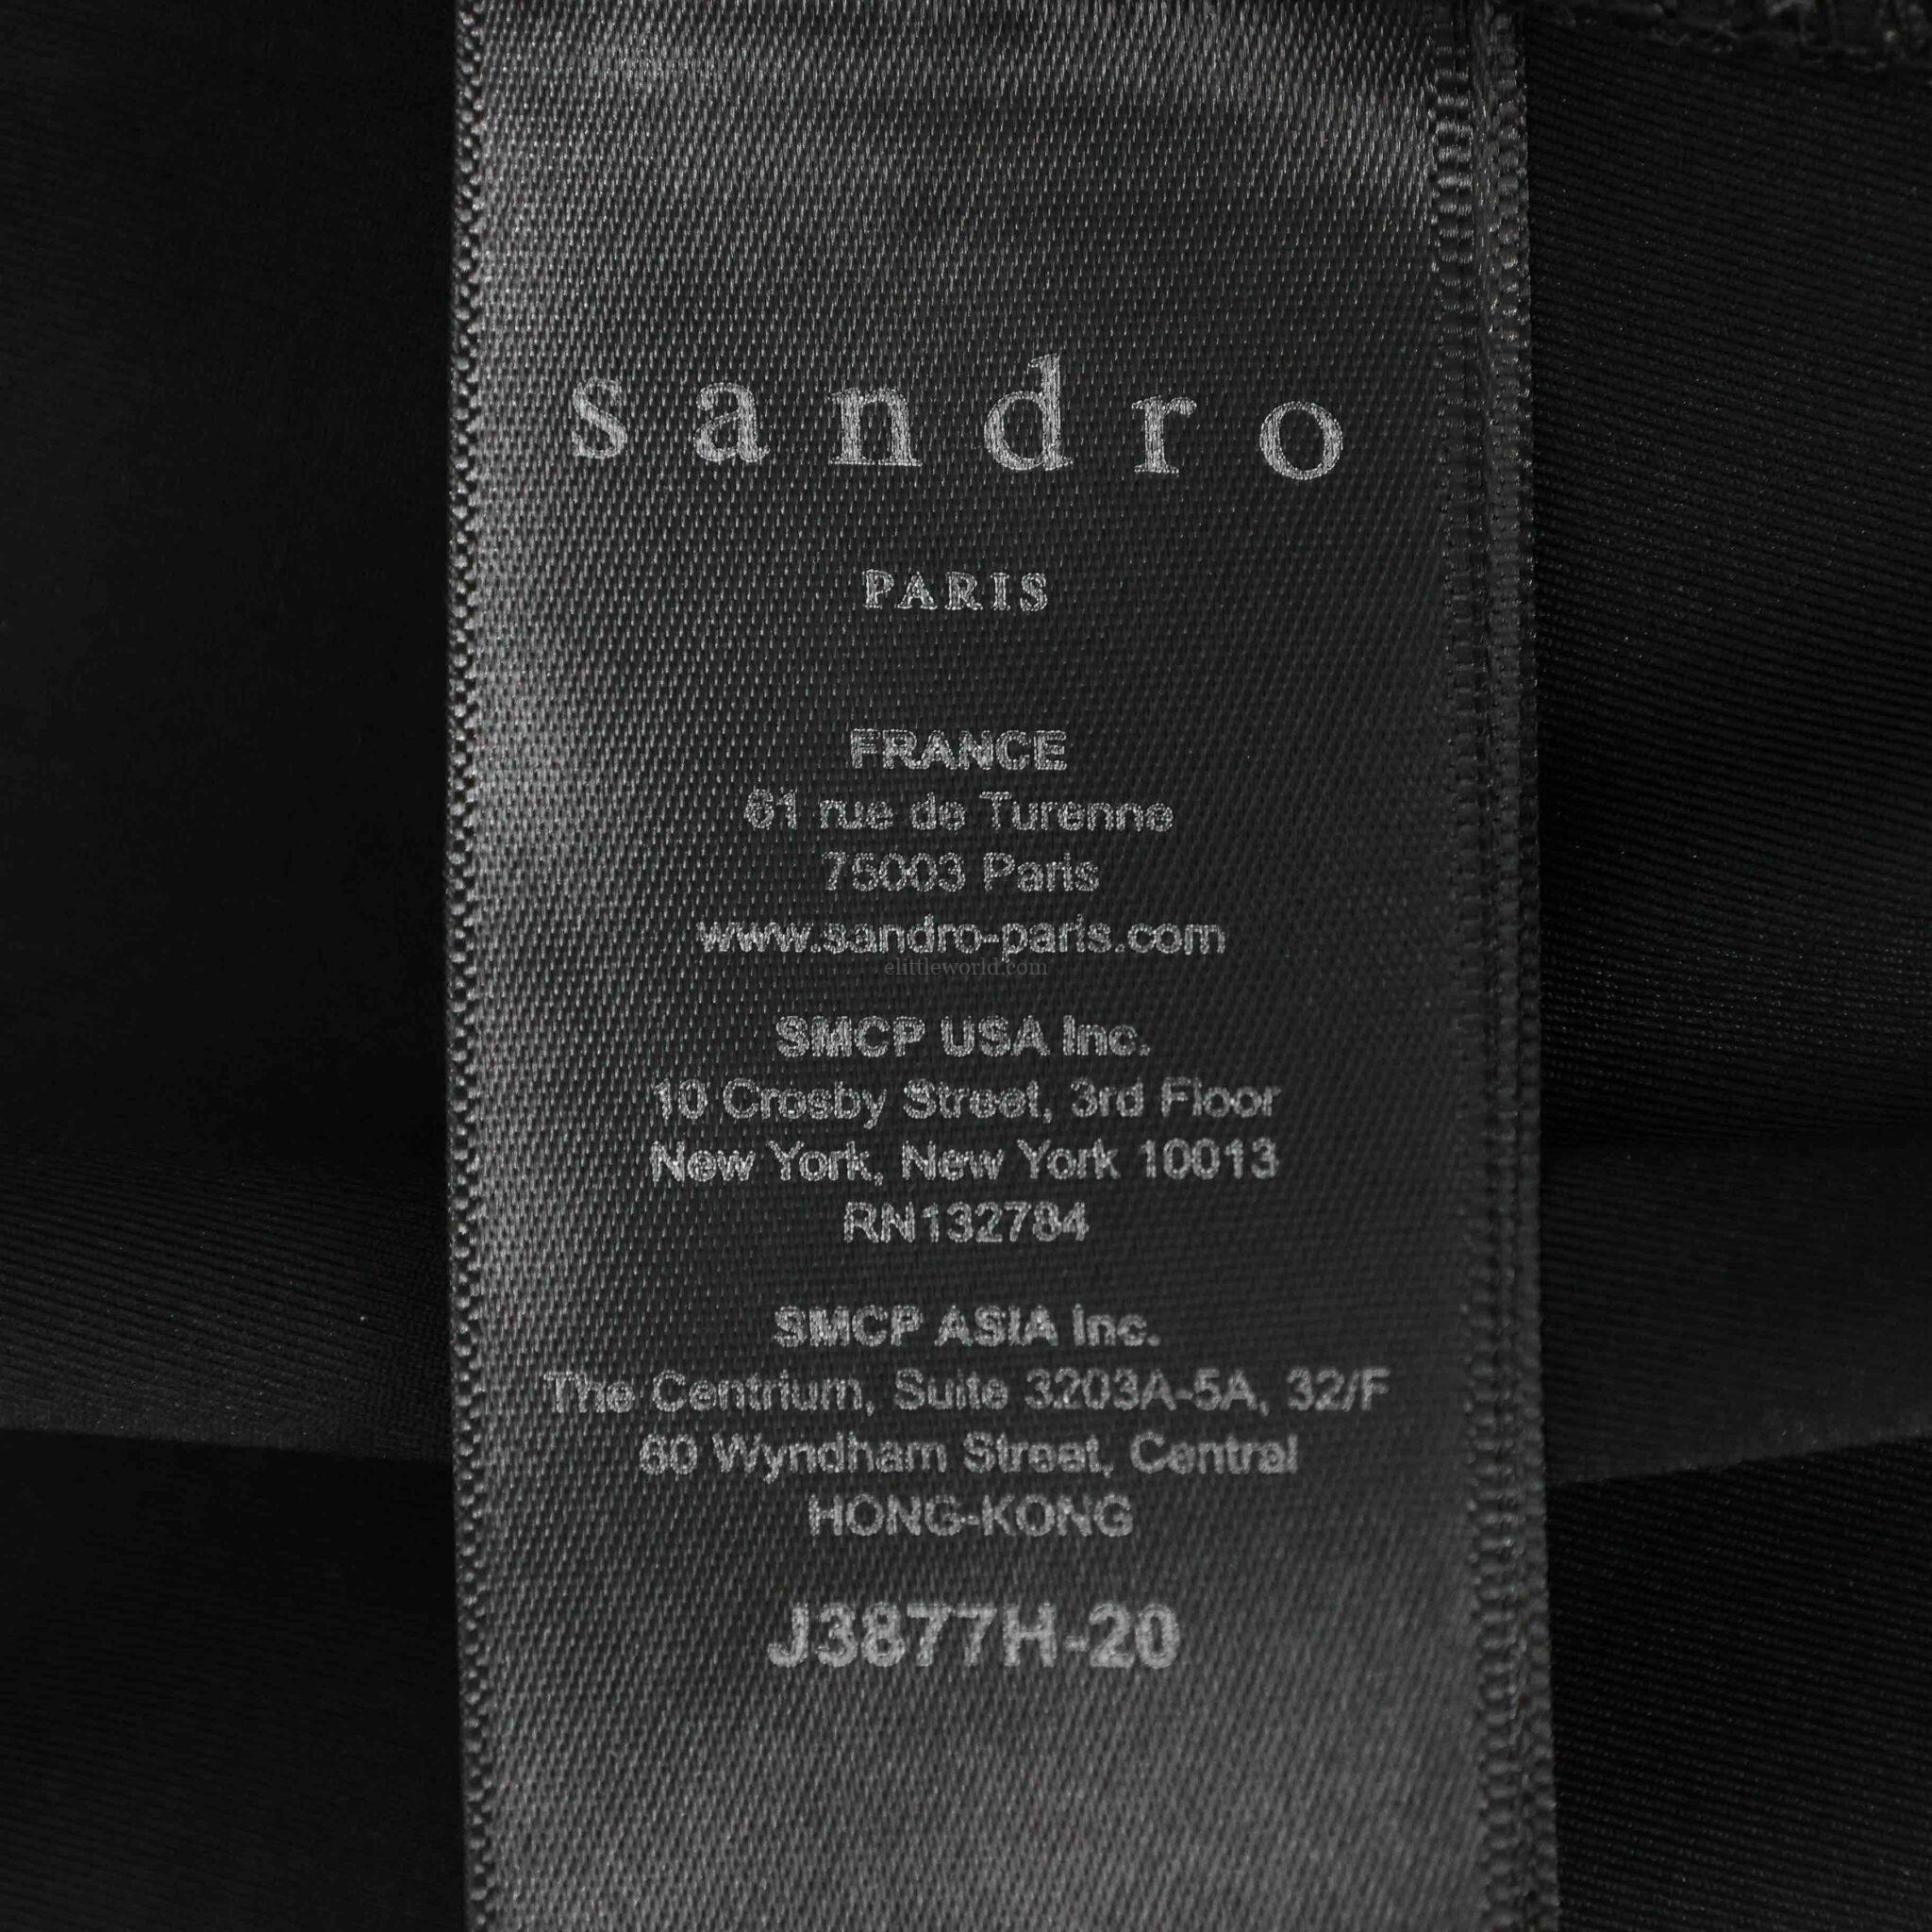 sandro
PARIS
FRANCE
61 rue de Turenne
75003 Paris
www.sandro-paris.com
elittleworld.com
SMCP USA Inc.
10 Crosby Street, 3rd Floor
New York, New York 10013
RN132784
SMCP ASIA Inc.
The Centrium, Suite 3203A-5A, 32/F
60 Wyndham Street, Central
HONG-KONG
J3877H-20